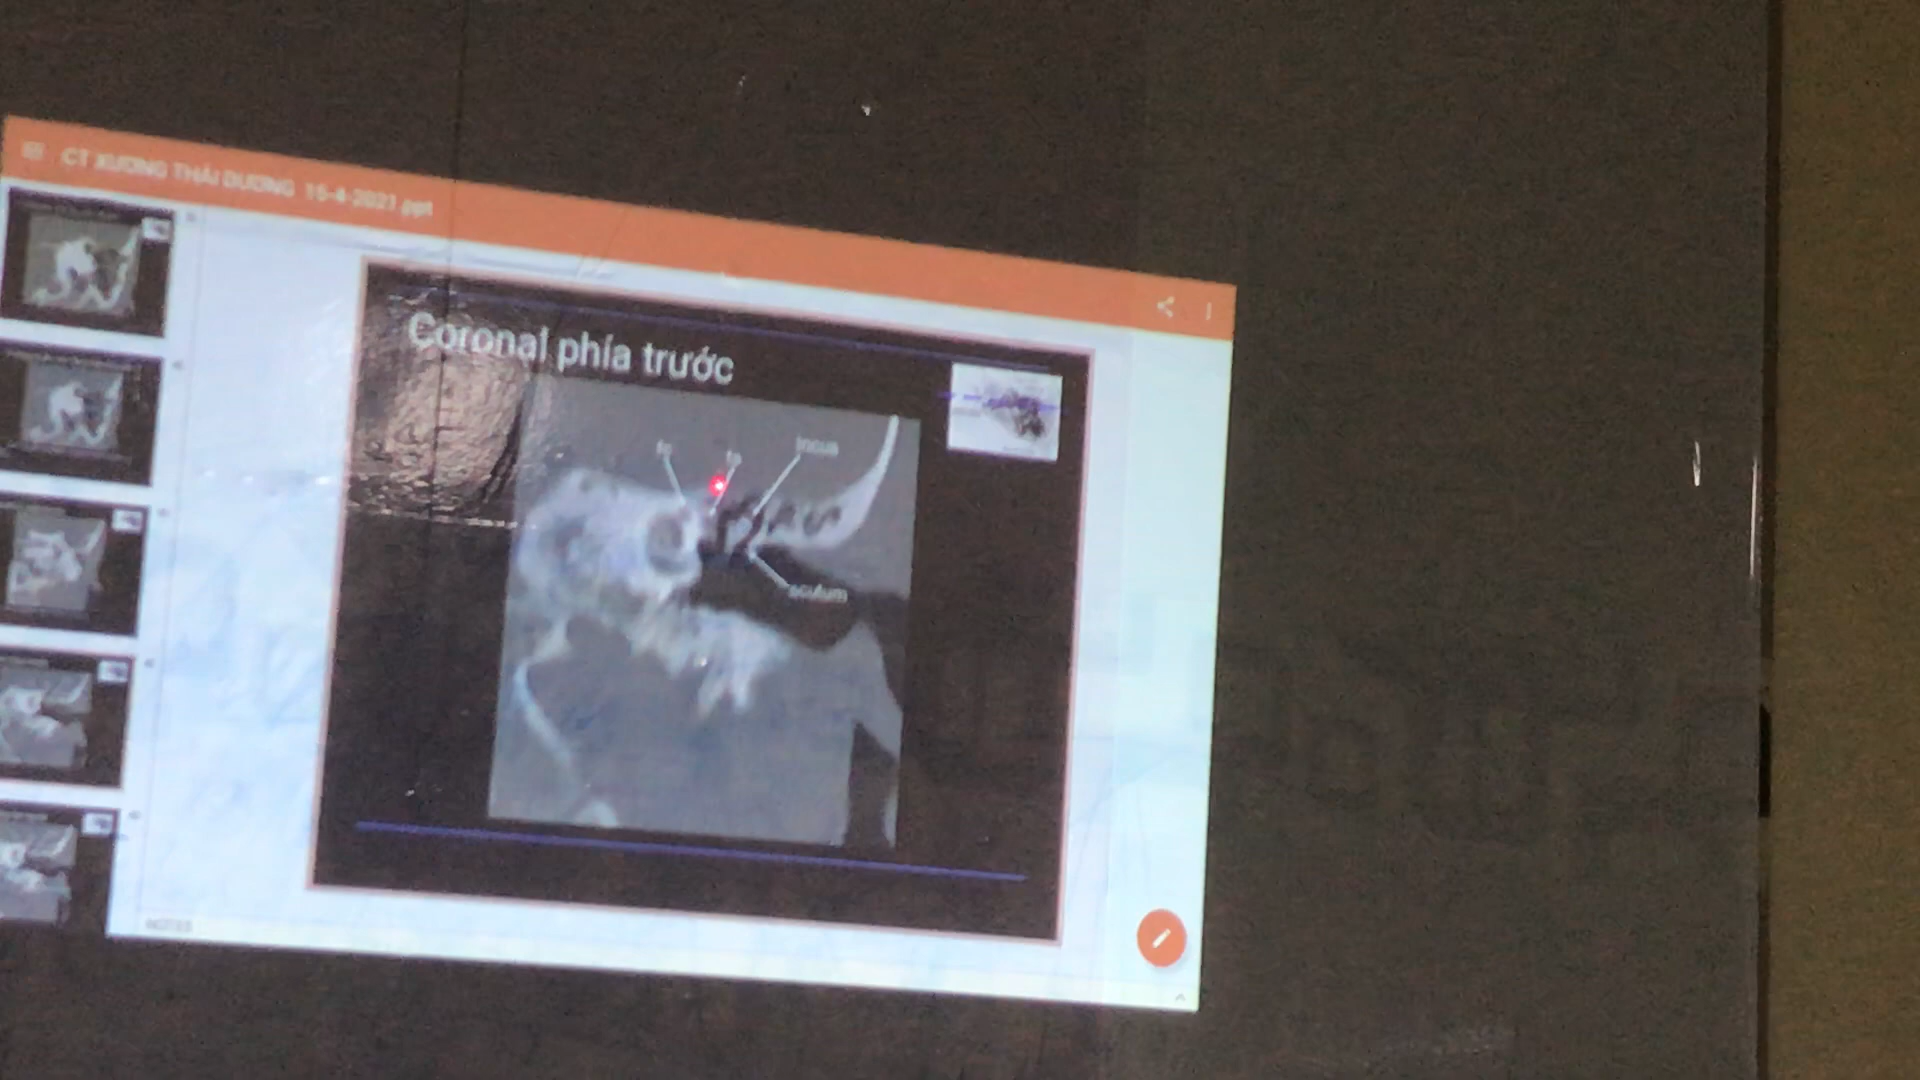 CT XƯƠNG THÁI DƯƠNG 15-4-2021.ppt
Coronal phía trước
incus
scutum
NOTES